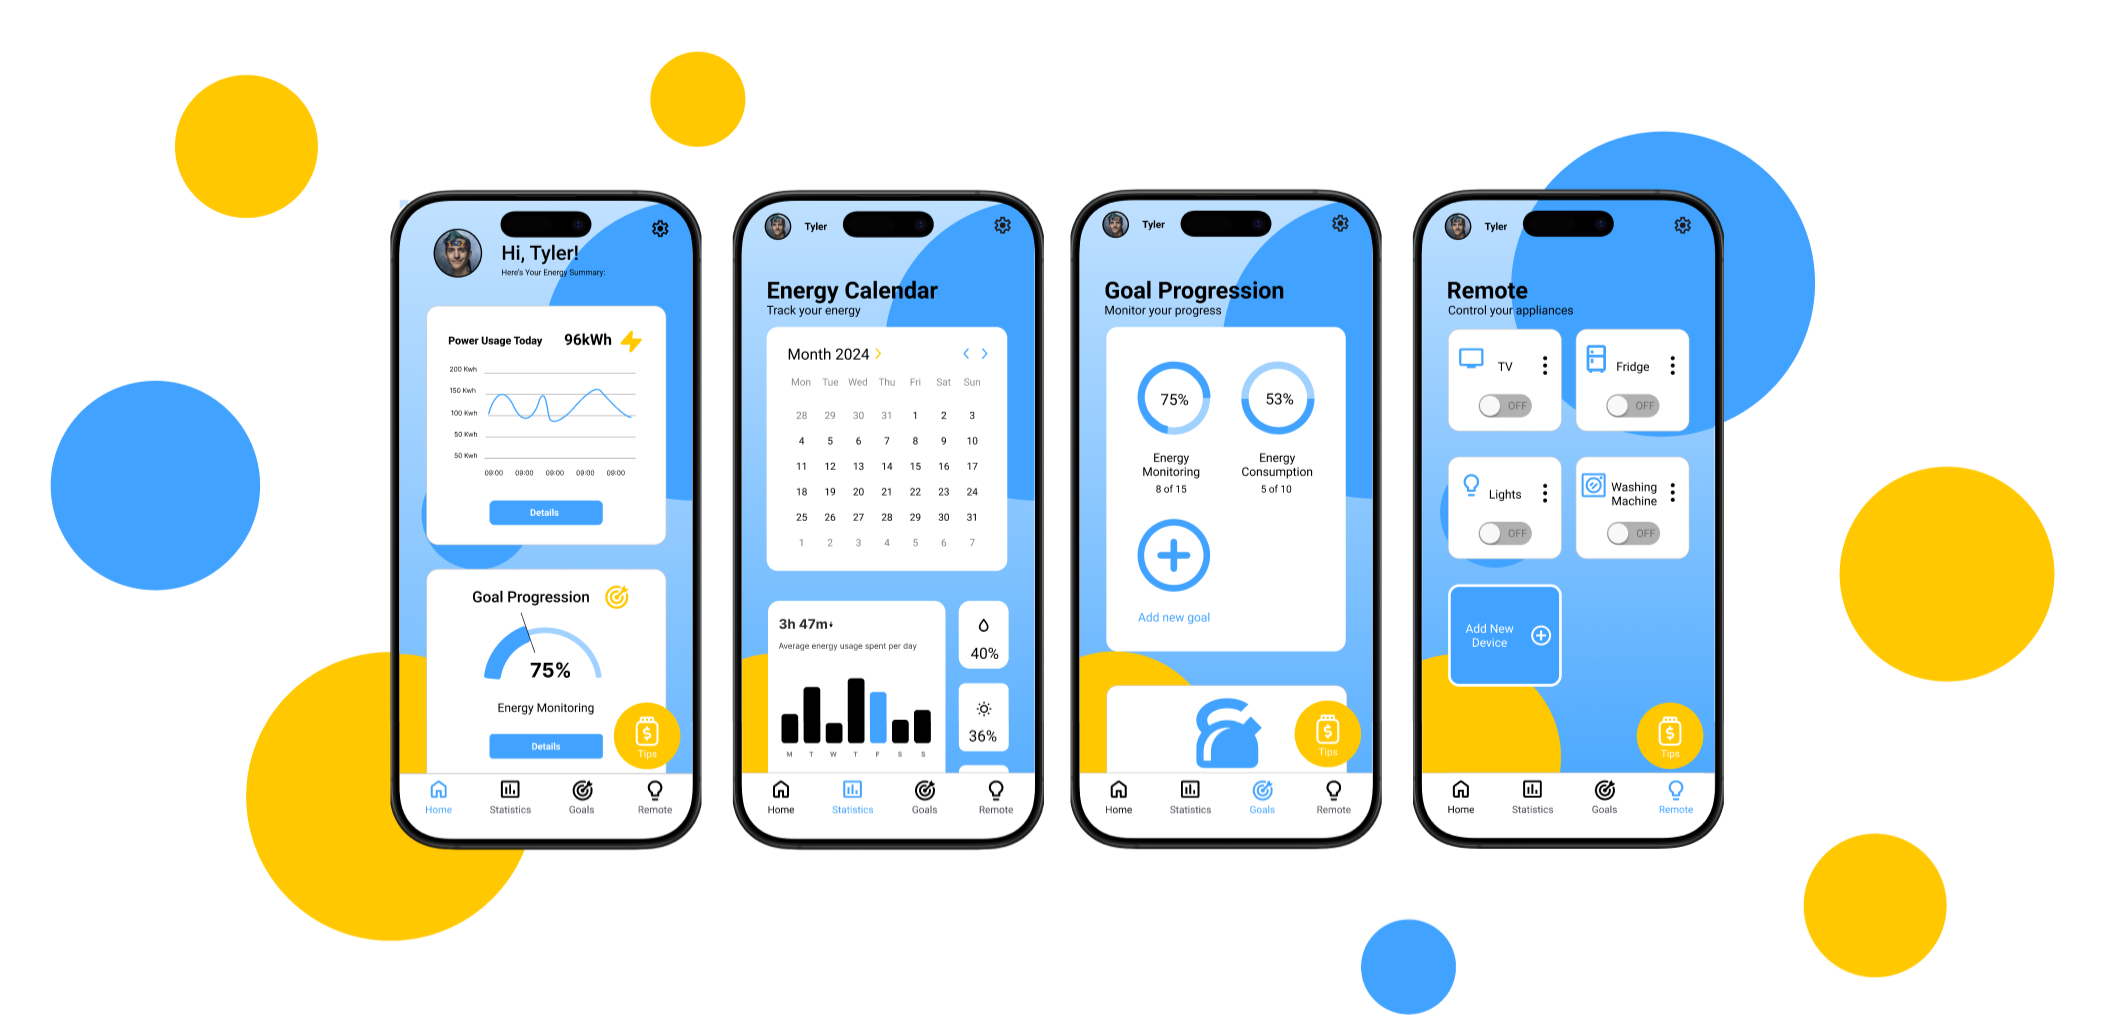 Hi, Tyler!
Here's Your Energy Summary:
Power Usage Today
96kWh
200 Kwh
150 Kwh
100 Kwh
50 Kwh
50 Kwh
09:00 09:00 09:00 09:00 09:00
Details
Goal Progression
75%
Energy Monitoring
Details
Tips
Home Statistics Goals Remote
Tyler
Energy Calendar
Track your energy
Month 2024
Mon Tue Wed Thu Fri Sat Sun
28 29 30 31 1 2 3
4 5 6 7 8 9 10
11 12 13 14 15 16 17
18 19 20 21 22 23 24
25 26 27 28 29 30 31
1 2 3 4 5 6 7
3h 47m
Average energy usage spent per day
M T W T F S S
40%
36%
Home Statistics Goals Remote
Tyler
Goal Progression
Monitor your progress
75%
Energy
Monitoring
8 of 15
53%
Energy
Consumption
5 of 10
Add new goal
Tips
Home Statistics Goals Remote
Tyler
Remote
Control your appliances
TV
OFF
Fridge
OFF
Lights
OFF
Washing
Machine
OFF
Add New
Device
Tips
Home Statistics Goals Remote